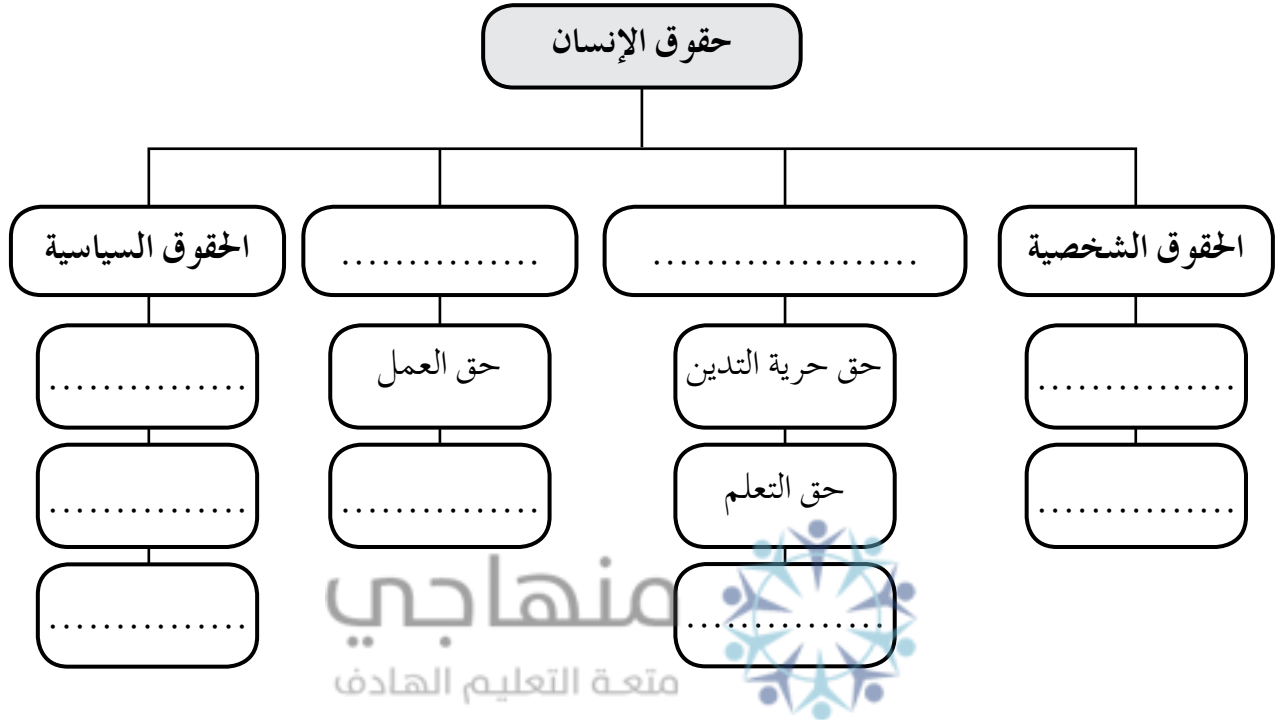 حقوق الإنسان
الحقوق الشخصية
....................
...............
الحقوق السياسية
...............
حق حرية التدين
حق العمل
...............
...............
حق التعلم
...............
...............
...............
...............
منهاجي
متعة التعليم الهادف